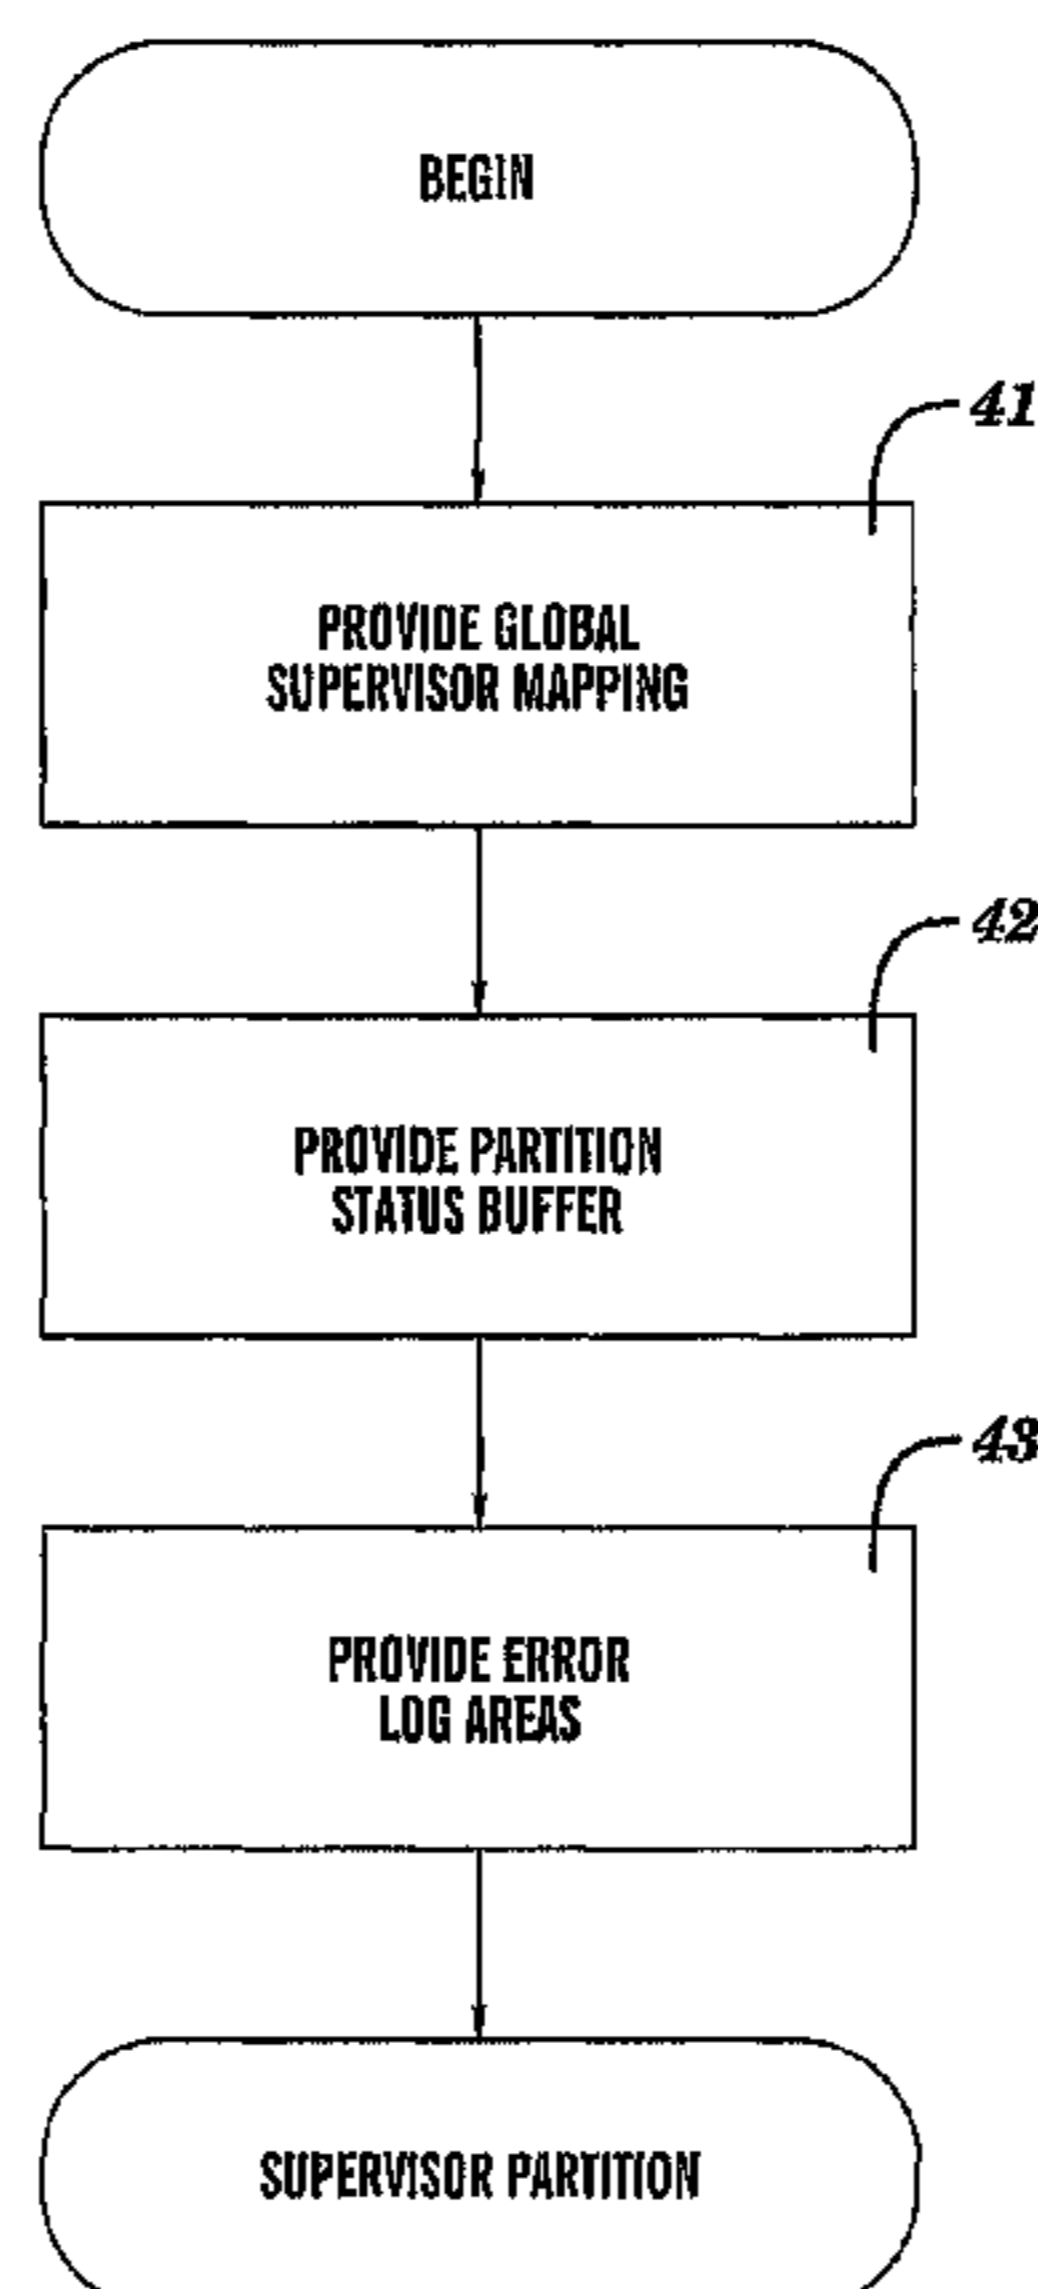 BEGIN
41
PROVIDE GLOBAL
SUPERVISOR MAPPING
42
PROVIDE PARTITION
STATUS BUFFER
43
PROVIDE ERROR
LOG AREAS
SUPERVISOR PARTITION